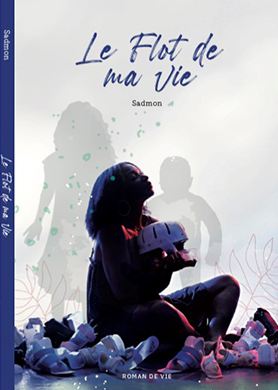 Le Flot de
ma Vie
Sadmon
Sadmon
Le Flot de ma Vie
ROMAN DE VIE